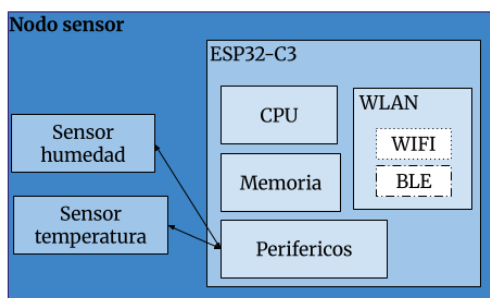 Nodo sensor
ESP32-C3
CPU
WLAN
WIFI
BLE
Sensor
humedad
Memoria
Sensor
temperatura
Perifericos